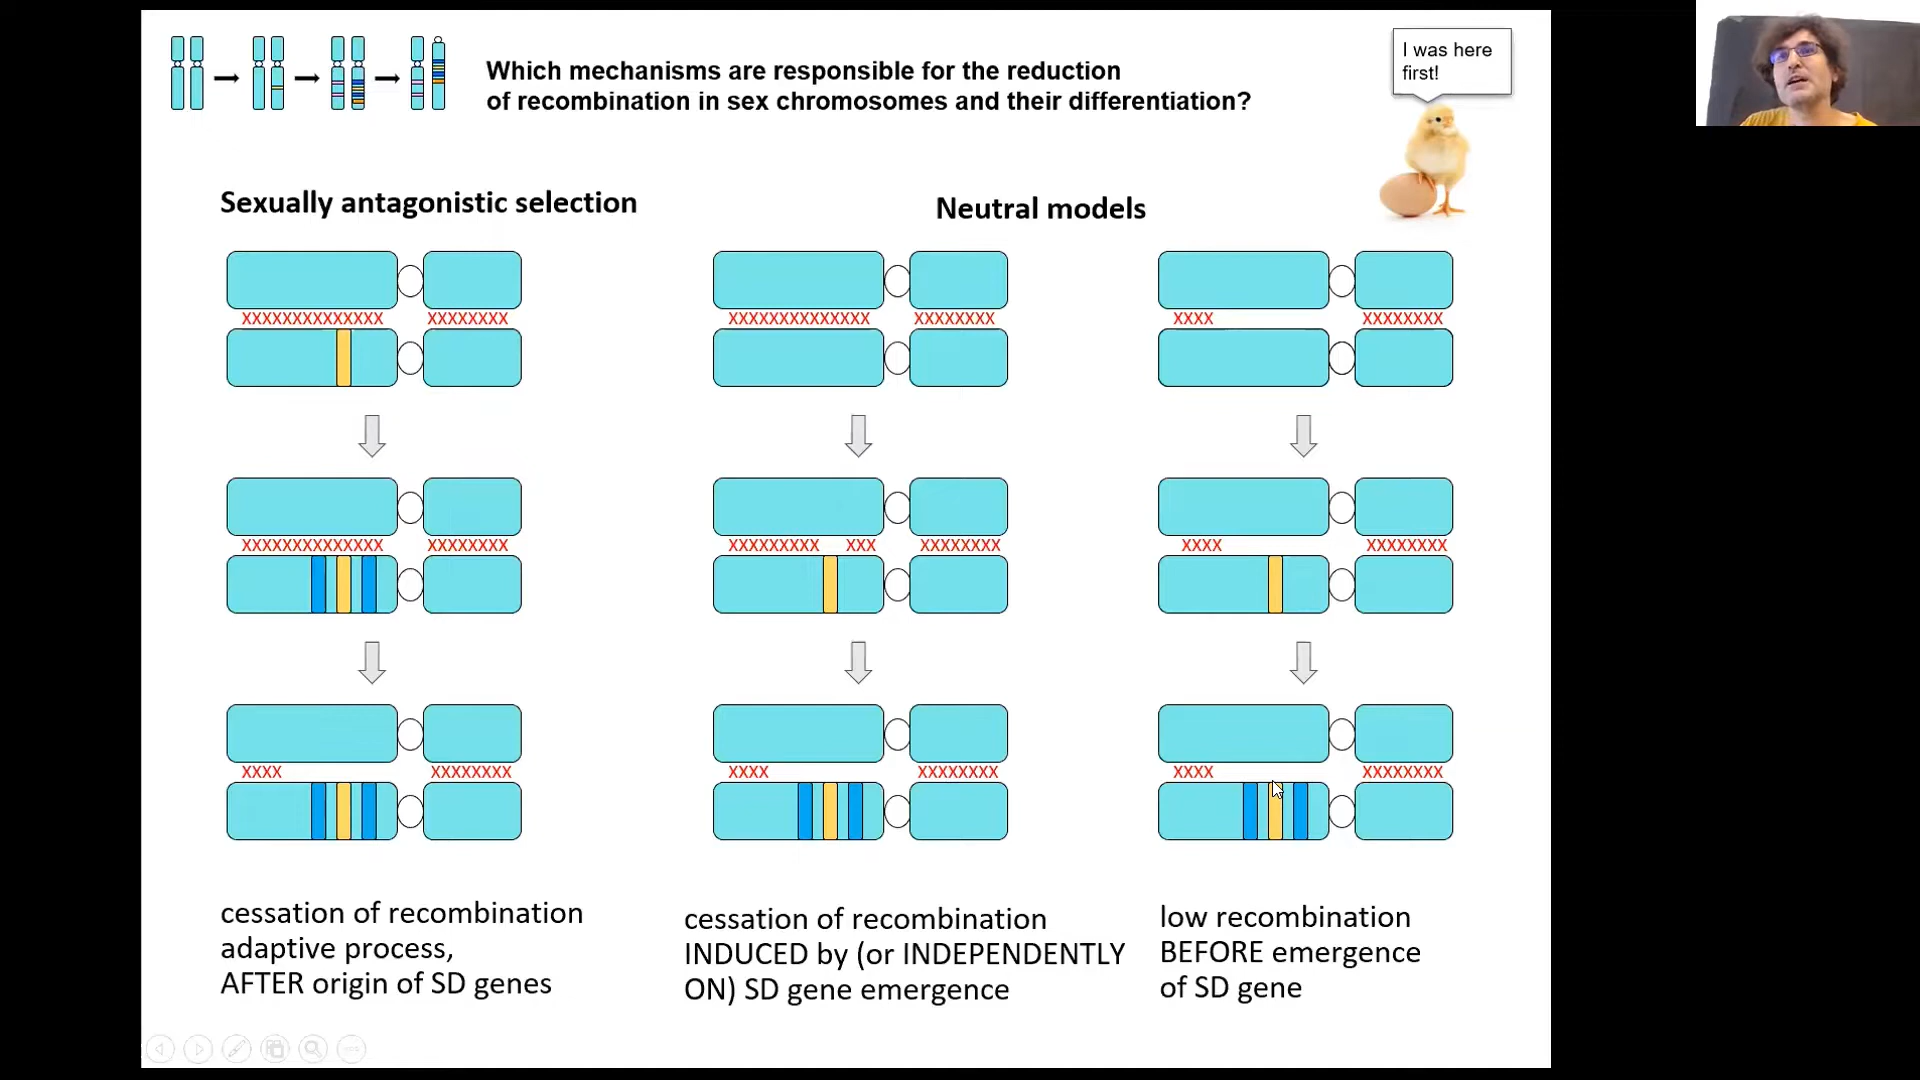 Which mechanisms are responsible for the reduction
of recombination in sex chromosomes and their differentiation?
I was here
first!
Sexually antagonistic selection
Neutral models
XXXXXXXXXXXXXX XXXXXXXX
XXXXXXXXXXXXXX XXXXXXXX
XXXX XXXXXXXX
XXXXXXXXXXXXXX XXXXXXXX
XXXXXXXXX XXX XXXXXXXX
XXXX XXXXXXXX
XXXX XXXXXXXX
XXXX XXXXXXXX
XXXX XXXXXXXX
cessation of recombination
adaptive process,
AFTER origin of SD genes
cessation of recombination
INDUCED by (or INDEPENDENTLY
ON) SD gene emergence
low recombination
BEFORE emergence
of SD gene